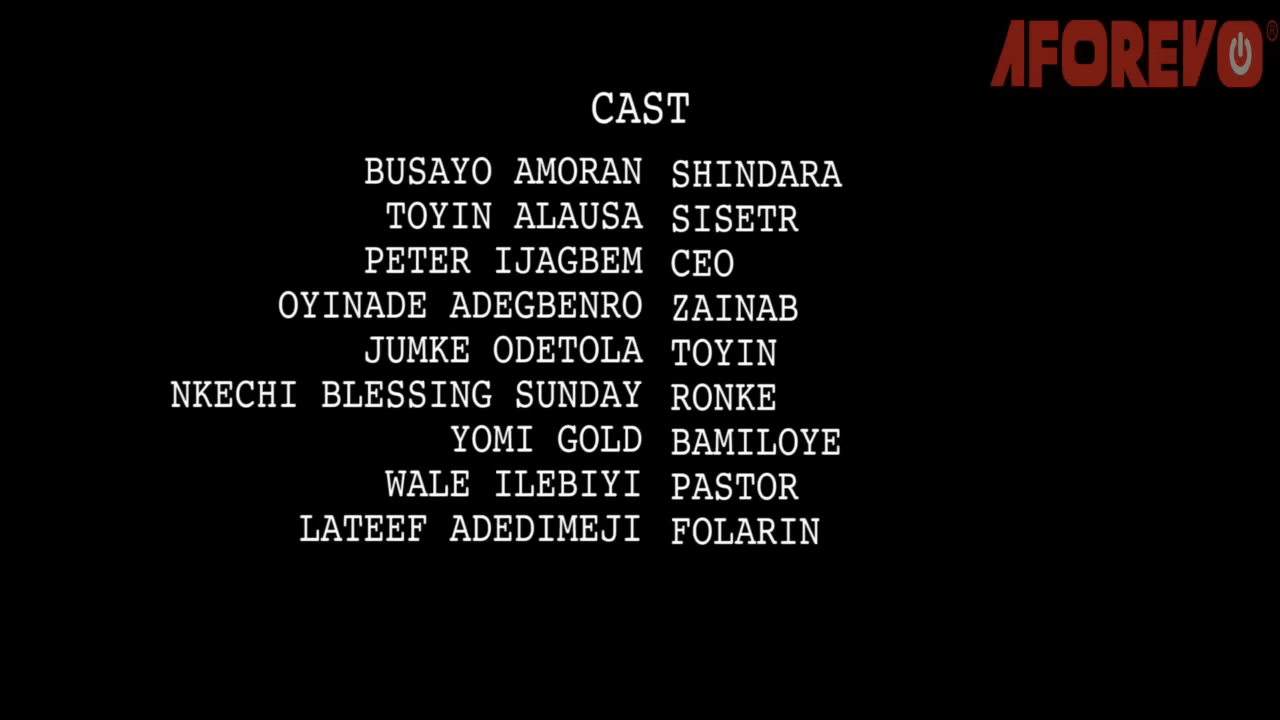 AFOREVO®
CAST
BUSAYO AMORAN SHINDARA
TOYIN ALAUSA SISETR
PETER IJAGBEM CEO
OYINADE ADEGBENRO ZAINAB
JUMKE ODETOLA TOYIN
NKECHI BLESSING SUNDAY RONKE
YOMI GOLD BAMILOYE
WALE ILEBIYI PASTOR
LATEEF ADEDIMEJI FOLARIN